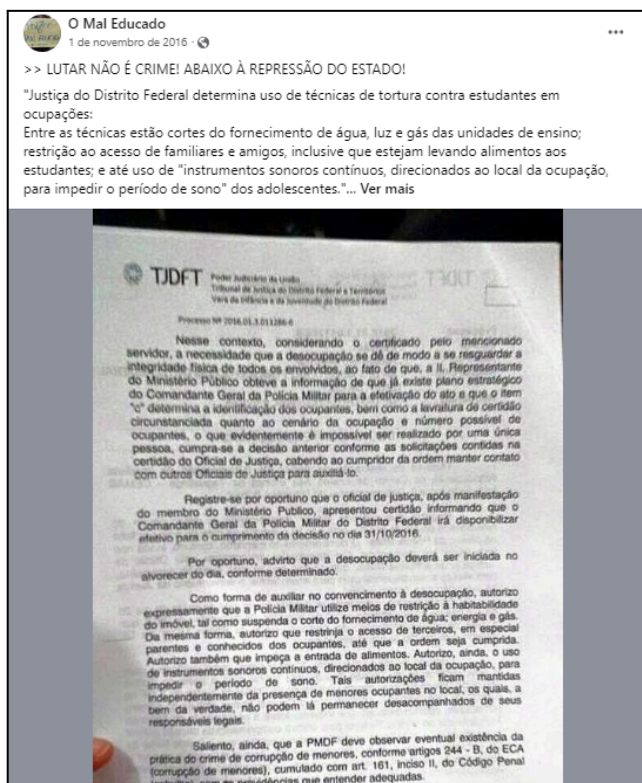 O Mal Educado
1 de novembro de 2016 ·
>> LUTAR NÃO É CRIME! ABAIXO À REPRESSÃO DO ESTADO!
"Justiça do Distrito Federal determina uso de técnicas de tortura contra estudantes em
ocupações:
Entre as técnicas estão cortes do fornecimento de água, luz e gás das unidades de ensino;
restrição ao acesso de familiares e amigos, inclusive que estejam levando alimentos aos
estudantes; e até uso de "instrumentos sonoros contínuos, direcionados ao local da ocupação,
para impedir o período de sono" dos adolescentes."... Ver mais
TJDFT
Poder Judiciário da União
Tribunal de Justiça do Distrito Federal e Territórios
Vara da Infância e da Juventude do Distrito Federal
Processo Nº 2016.01.3.011286-6
Nesse contexto, considerando o certificado pelo mencionado
servidor, a necessidade que a desocupação se dê de modo a se resguardar a
integridade física de todos os envolvidos, ao fato de que, a II. Representante
do Ministério Público obteve a informação de que já existe plano estratégico
do Comandante Geral da Polícia Militar para a efetivação do ato e que o item
"c" determina a identificação dos ocupantes, bem como a lavratura de certidão
circunstanciada quanto ao cenário da ocupação e número possível de
ocupantes, o que evidentemente é impossível ser realizado por uma única
pessoa, cumpra-se a decisão anterior conforme as solicitações contidas na
certidão do Oficial de Justiça, cabendo ao cumpridor da ordem manter contato
com outros Oficiais de Justiça para auxiliá-lo.
Registre-se por oportuno que o oficial de justiça, após manifestação
do membro do Ministério Publico, apresentou certidão informando que o
Comandante Geral da Polícia Militar do Distrito Federal irá disponibilizar
efetivo para o cumprimento da decisão no dia 31/10/2016.
Por oportuno, advirto que a desocupação deverá ser iniciada no
alvorecer do dia, conforme determinado.
Como forma de auxiliar no convencimento à desocupação, autorizo
expressamente que a Polícia Militar utilize meios de restrição à habitabilidade
do imóvel, tal como suspenda o corte do fornecimento de água; energia e gás.
Da mesma forma, autorizo que restrinja o acesso de terceiros, em especial
parentes e conhecidos dos ocupantes, até que a ordem seja cumprida.
Autorizo também que impeça a entrada de alimentos. Autorizo, ainda, o uso
de instrumentos sonoros contínuos, direcionados ao local da ocupação, para
impedir o período de sono. Tais autorizações ficam mantidas
independentemente da presença de menores ocupantes no local, os quais, a
bem da verdade, não podem lá permanecer desacompanhados de seus
responsáveis legais.
Saliento, ainda, que a PMDF deve observar eventual existência da
prática do crime de corrupção de menores, conforme artigos 244 - B, do ECA
(corrupção de menores), cumulado com art. 161, inciso II, do Código Penal
providências que entender adequadas.